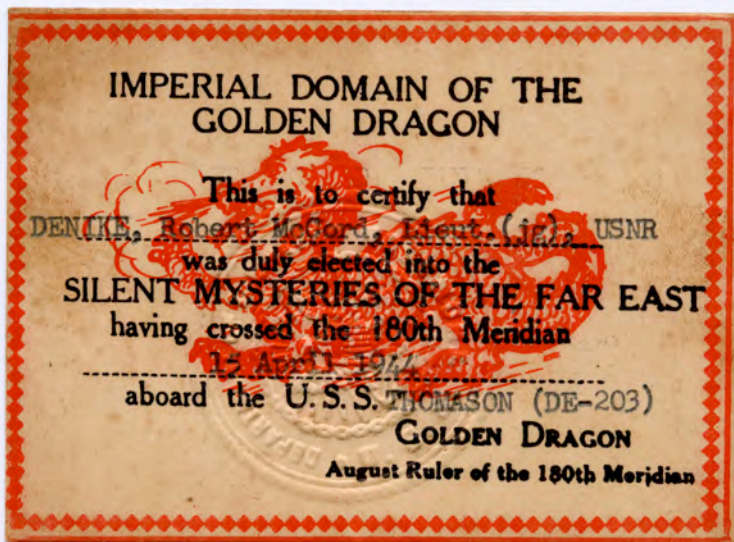 IMPERIAL DOMAIN OF THE
GOLDEN DRAGON
This is to certify that
DENIKE, Robert McCord, Lieut.(jg), USNR
was duly elected into the
SILENT MYSTERIES OF THE FAR EAST
having crossed the 180th Meridian
15 April 1944
aboard the U.S.S. THOMASON (DE-203)
GOLDEN DRAGON
August Ruler of the 180th Meridian